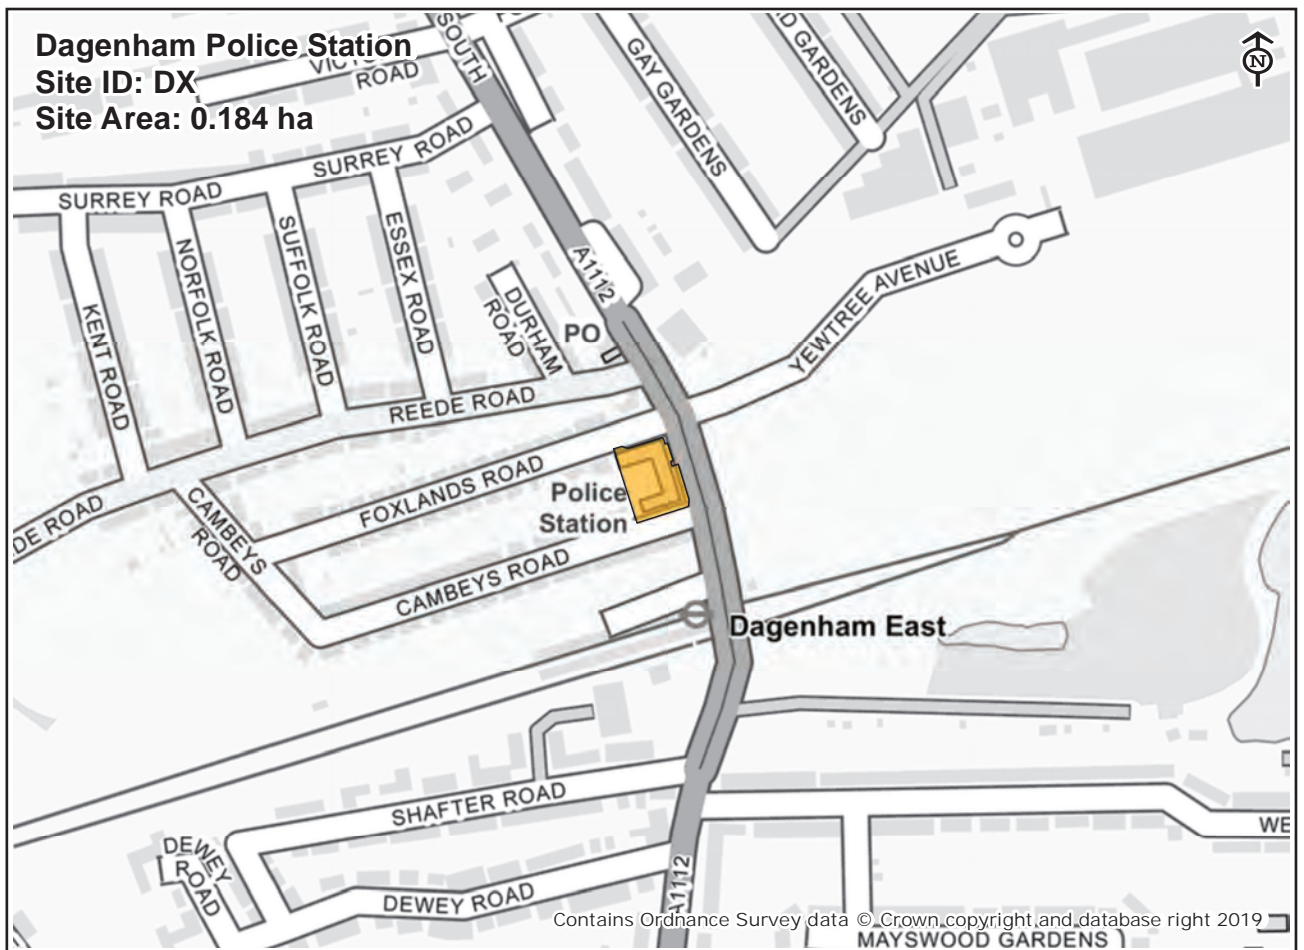 Dagenham Police Station
Site ID: DX
Site Area: 0.184 ha
N
SOUTH
ROAD
GAY GARDENS
D GARDENS
SURREY ROAD
SURREY ROAD
KENT ROAD
NORFOLK ROAD
SUFFOLK ROAD
ESSEX ROAD
DURHAM
ROAD
A1112
PO
YEWTREE AVENUE
REEDE ROAD
FOXLANDS ROAD
Police
Station
DE ROAD
CAMBEYS
ROAD
CAMBEYS ROAD
Dagenham East
SHAFTER ROAD
DEWEY
ROAD
DEWEY ROAD
A1112
WE
Contains Ordnance Survey data © Crown copyright and database right 2019
MAYSWOOD GARDENS